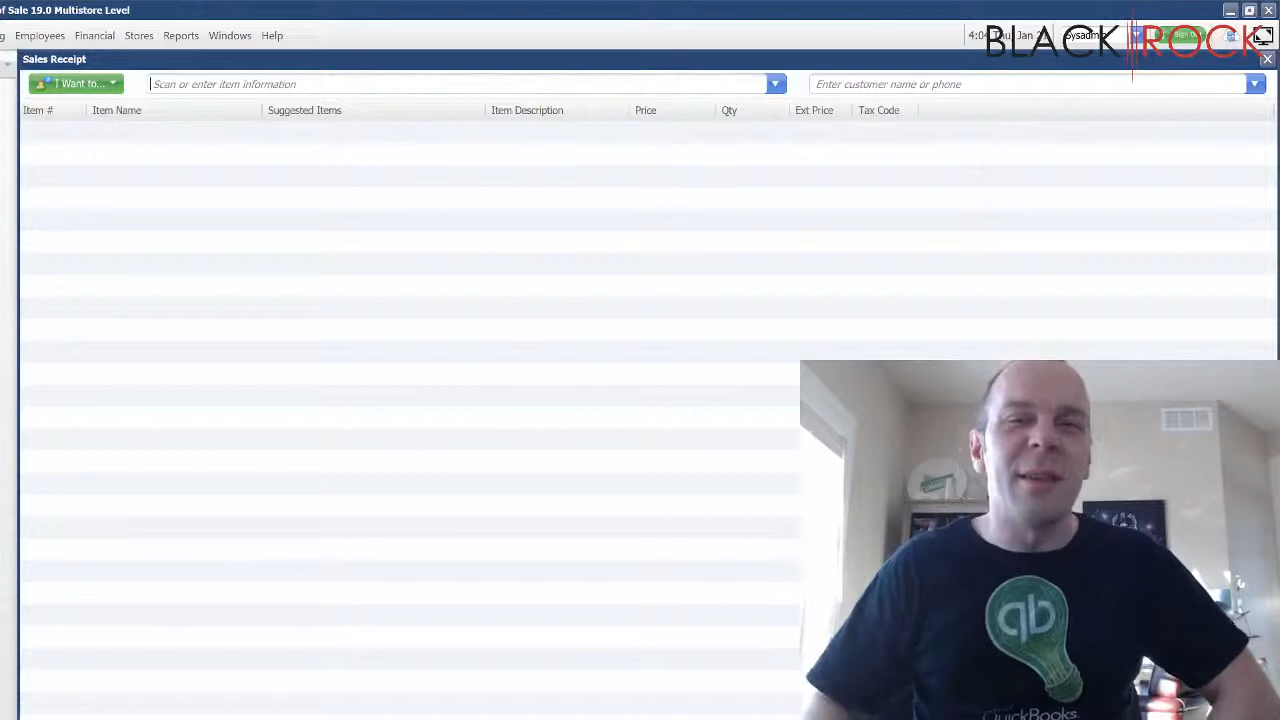 of Sale 19.0 Multistore Level
Employees Financial Stores Reports Windows Help
Sales Receipt
I Want to...
Scan or enter item information
Enter customer name or phone
Item # Item Name Suggested Items Item Description Price Qty Ext Price Tax Code
BLACK ROCK
qb
QuickBooks